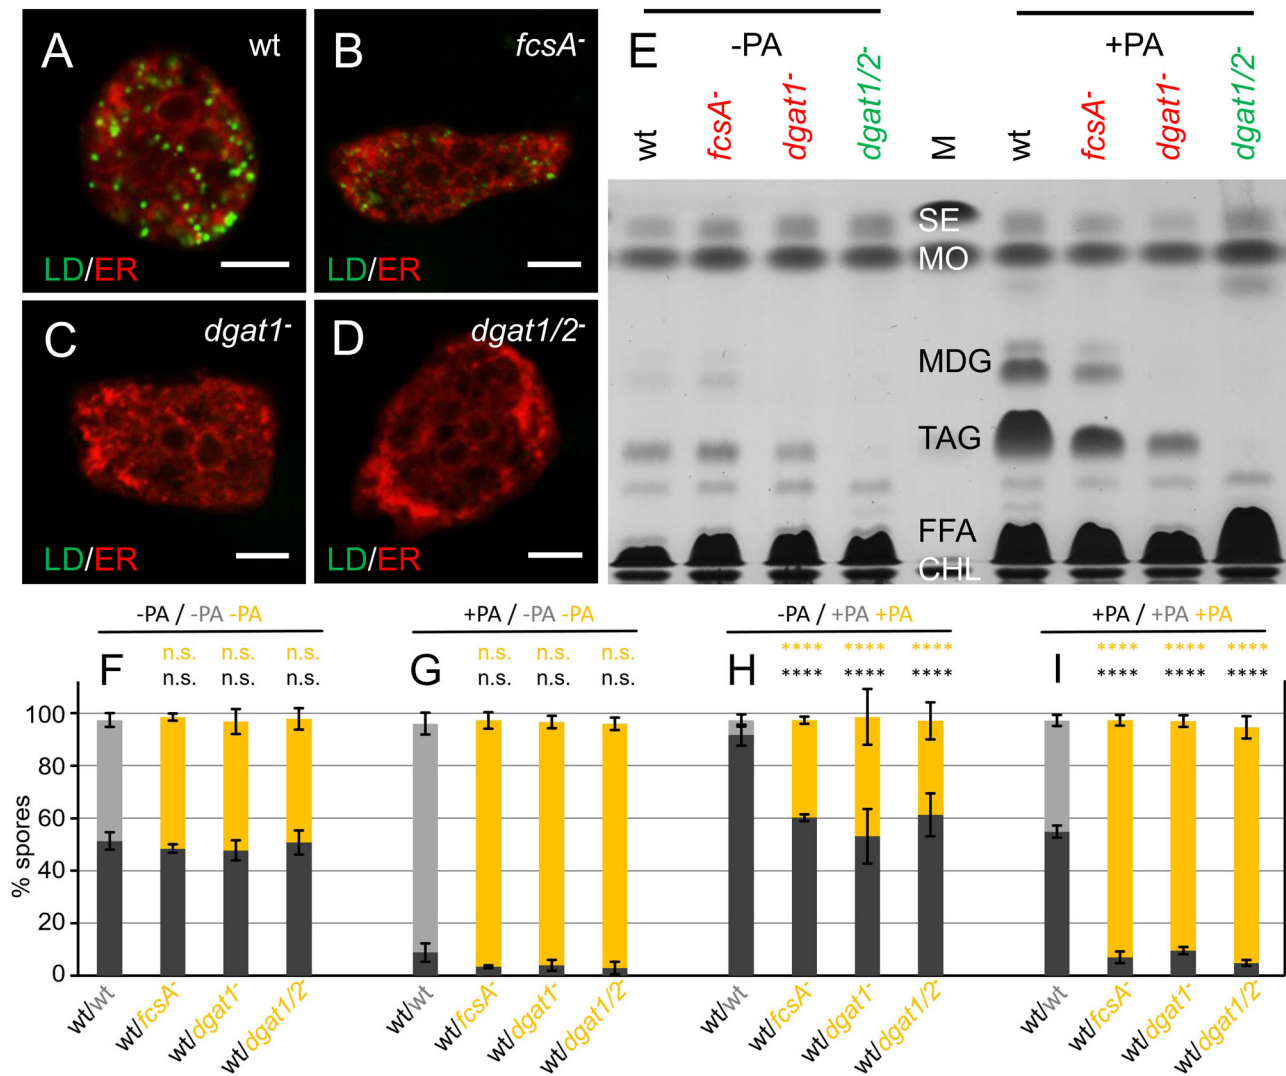 A wt
LD/ER
B fcsA-
LD/ER
C dgat1-
LD/ER
D dgat1/2-
LD/ER
E -PA +PA
wt fcsA- dgat1- dgat1/2- M wt fcsA- dgat1- dgat1/2-
SE
MO
MDG
TAG
FFA
CHL
-PA / -PA -PA
+PA / -PA -PA
-PA / +PA +PA
+PA / +PA +PA
F n.s. n.s. n.s.
n.s. n.s. n.s.
G n.s. n.s. n.s.
n.s. n.s. n.s.
H **** **** ****
**** **** ****
I **** **** ****
**** **** ****
% spores
100
80
60
40
20
0
wt/wt wt/fcsA- wt/dgat1- wt/dgat1/2-
wt/wt wt/fcsA- wt/dgat1- wt/dgat1/2-
wt/wt wt/fcsA- wt/dgat1- wt/dgat1/2-
wt/wt wt/fcsA- wt/dgat1- wt/dgat1/2-